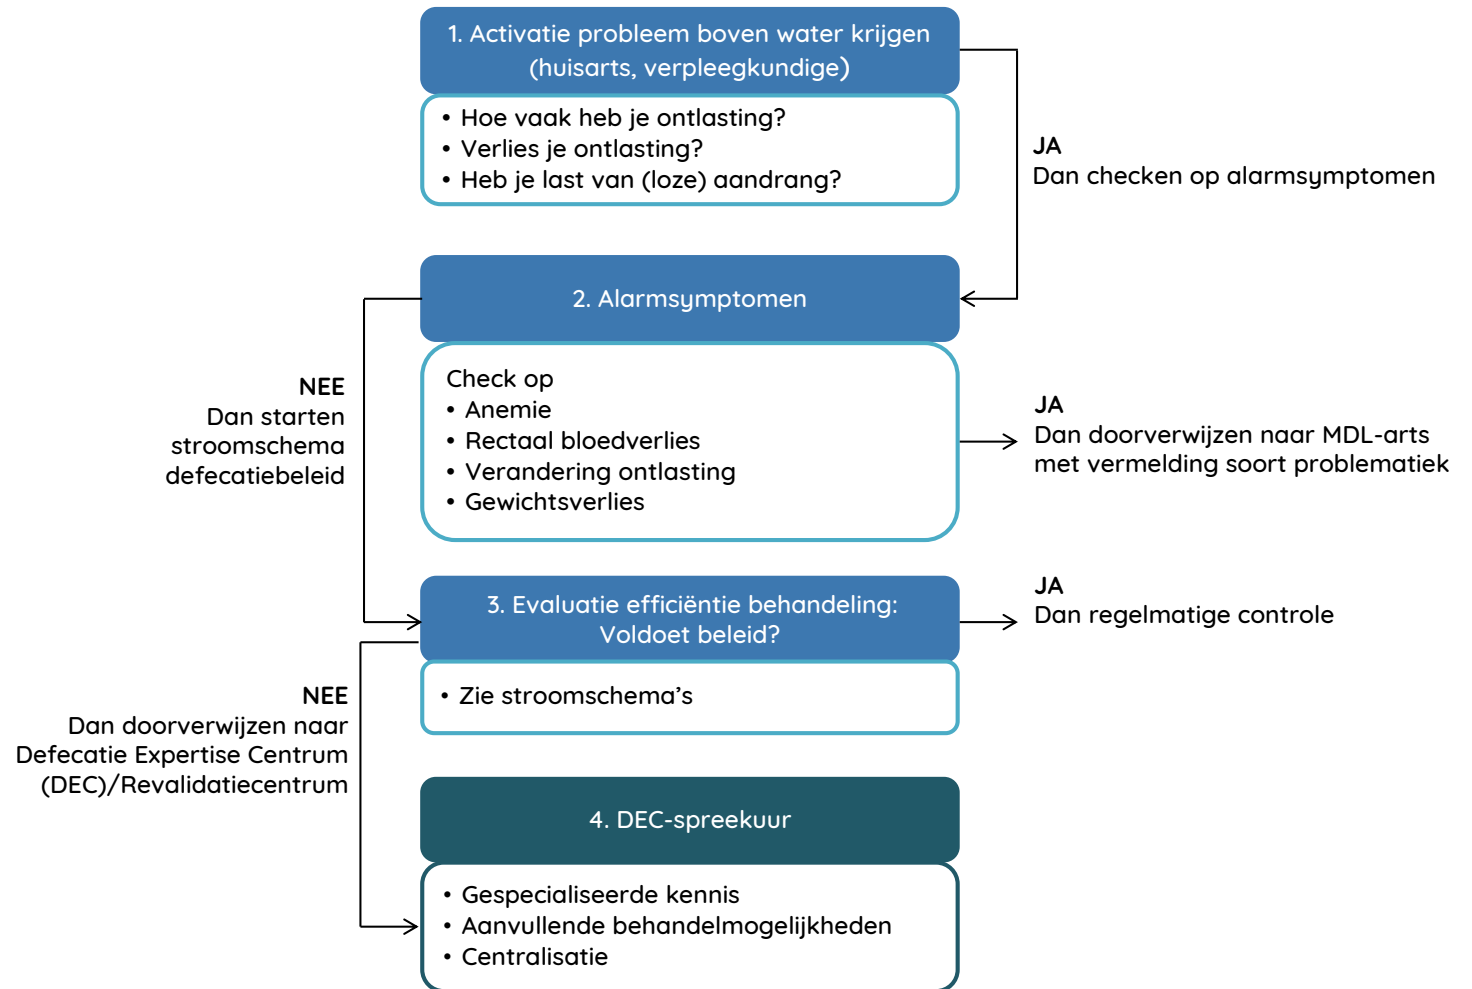 1. Activatie probleem boven water krijgen
(huisarts, verpleegkundige)
• Hoe vaak heb je ontlasting?
• Verlies je ontlasting?
• Heb je last van (loze) aandrang?
JA
Dan checken op alarmsymptomen
2. Alarmsymptomen
NEE
Dan starten
stroomschema
defecatiebeleid
Check op
• Anemie
• Rectaal bloedverlies
• Verandering ontlasting
• Gewichtsverlies
JA
Dan doorverwijzen naar MDL-arts
met vermelding soort problematiek
3. Evaluatie efficiëntie behandeling:
Voldoet beleid?
JA
Dan regelmatige controle
• Zie stroomschema’s
NEE
Dan doorverwijzen naar
Defecatie Expertise Centrum
(DEC)/Revalidatiecentrum
4. DEC-spreekuur
• Gespecialiseerde kennis
• Aanvullende behandelmogelijkheden
• Centralisatie